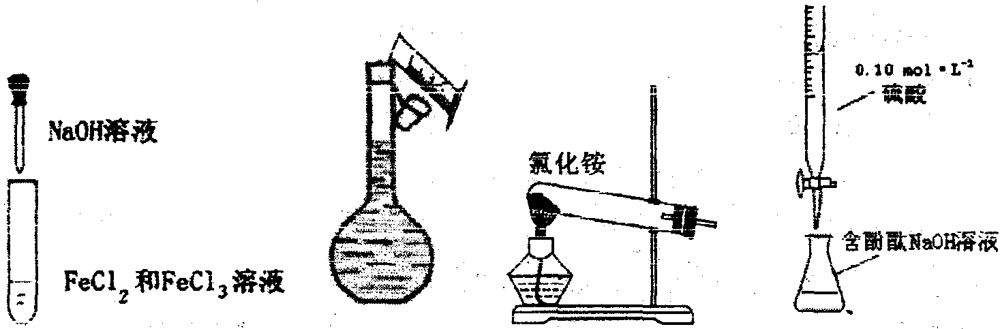 NaOH溶液
FeCl₂和FeCl₃溶液
氯化铵
0.10 mol·L⁻¹
硫酸
含酚酞NaOH溶液